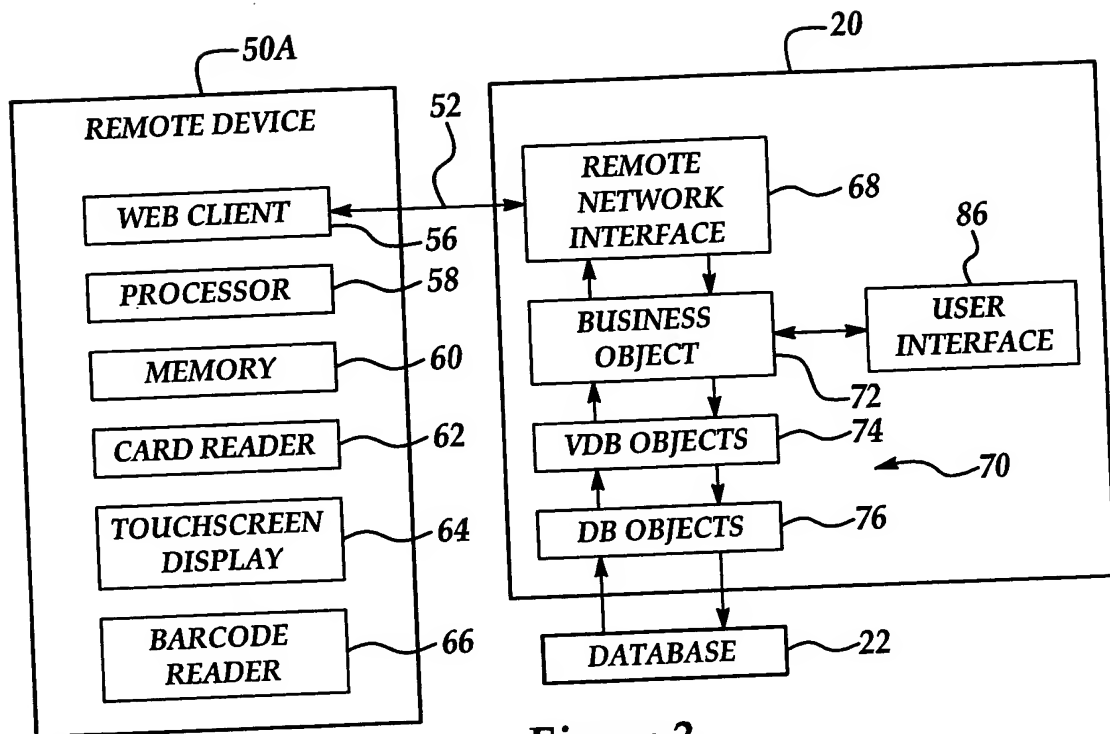 50A
20
REMOTE DEVICE
52
WEB CLIENT
56
PROCESSOR
58
MEMORY
60
CARD READER
62
TOUCHSCREEN
DISPLAY
64
BARCODE
READER
66
REMOTE
NETWORK
INTERFACE
68
86
BUSINESS
OBJECT
72
USER
INTERFACE
VDB OBJECTS
74
70
DB OBJECTS
76
DATABASE
22